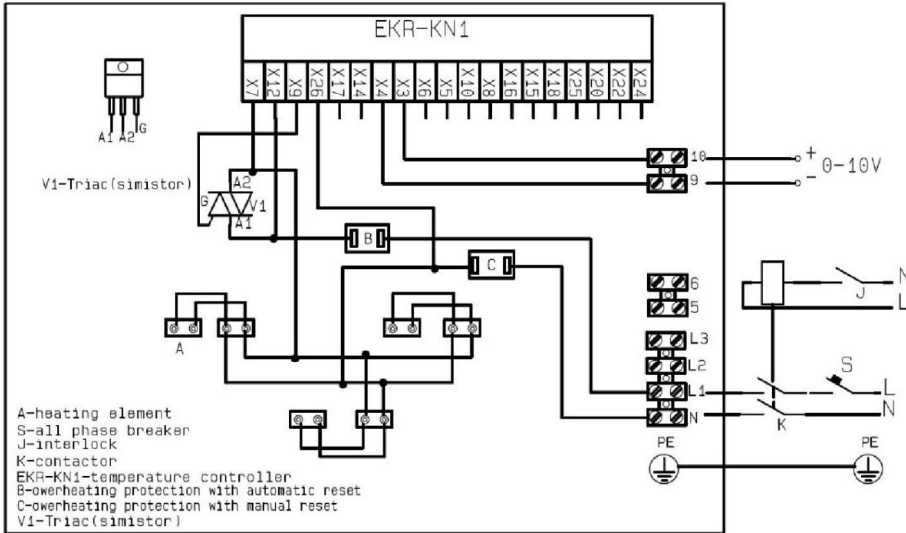 EKR-KN1
X7 X12 X9 X26 X17 X14 X4 X3 X6 X5 X10 X8 X16 X15 X18 X25 X20 X22 X24
A1 A2 G
10
+
0-10V
9
-
V1-Triac(simistor)
A2
G
V1
A1
B
C
6
5
J
N
L
A
L3
L2
S
L1
L
N
N
K
PE
PE
A-heating element
S-all phase breaker
J-interlock
K-contactor
EKR-KN1-temperature controller
B-owerheating protection with automatic reset
C-owerheating protection with manual reset
V1-Triac(simistor)